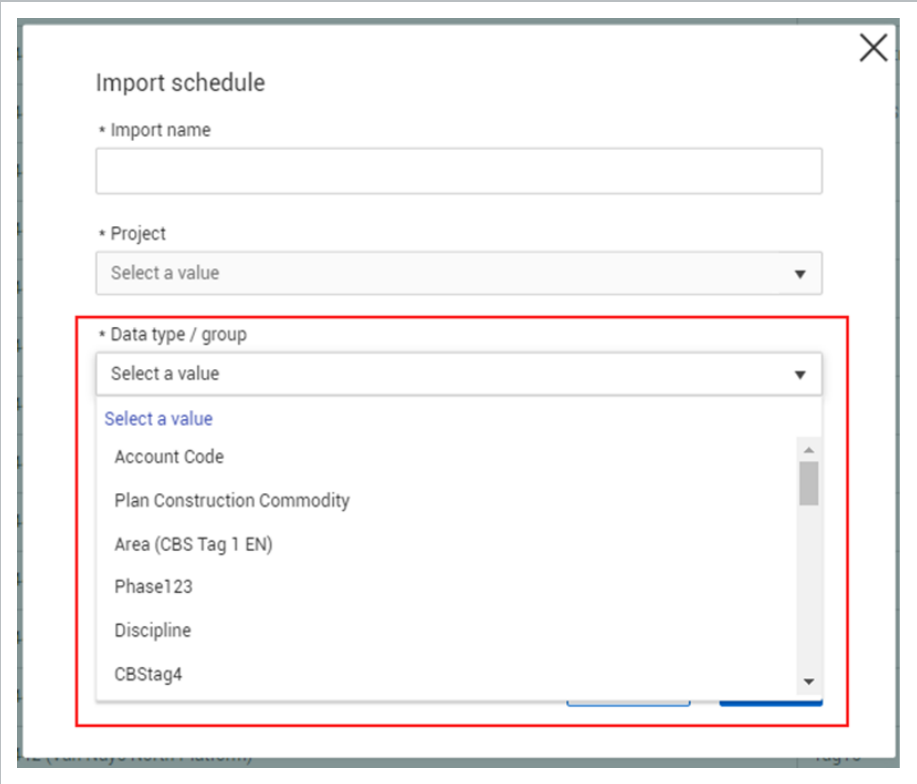 Import schedule
* Import name
* Project
Select a value
* Data type / group
Select a value
Select a value
Account Code
Plan Construction Commodity
Area (CBS Tag 1 EN)
Phase123
Discipline
CBStag4